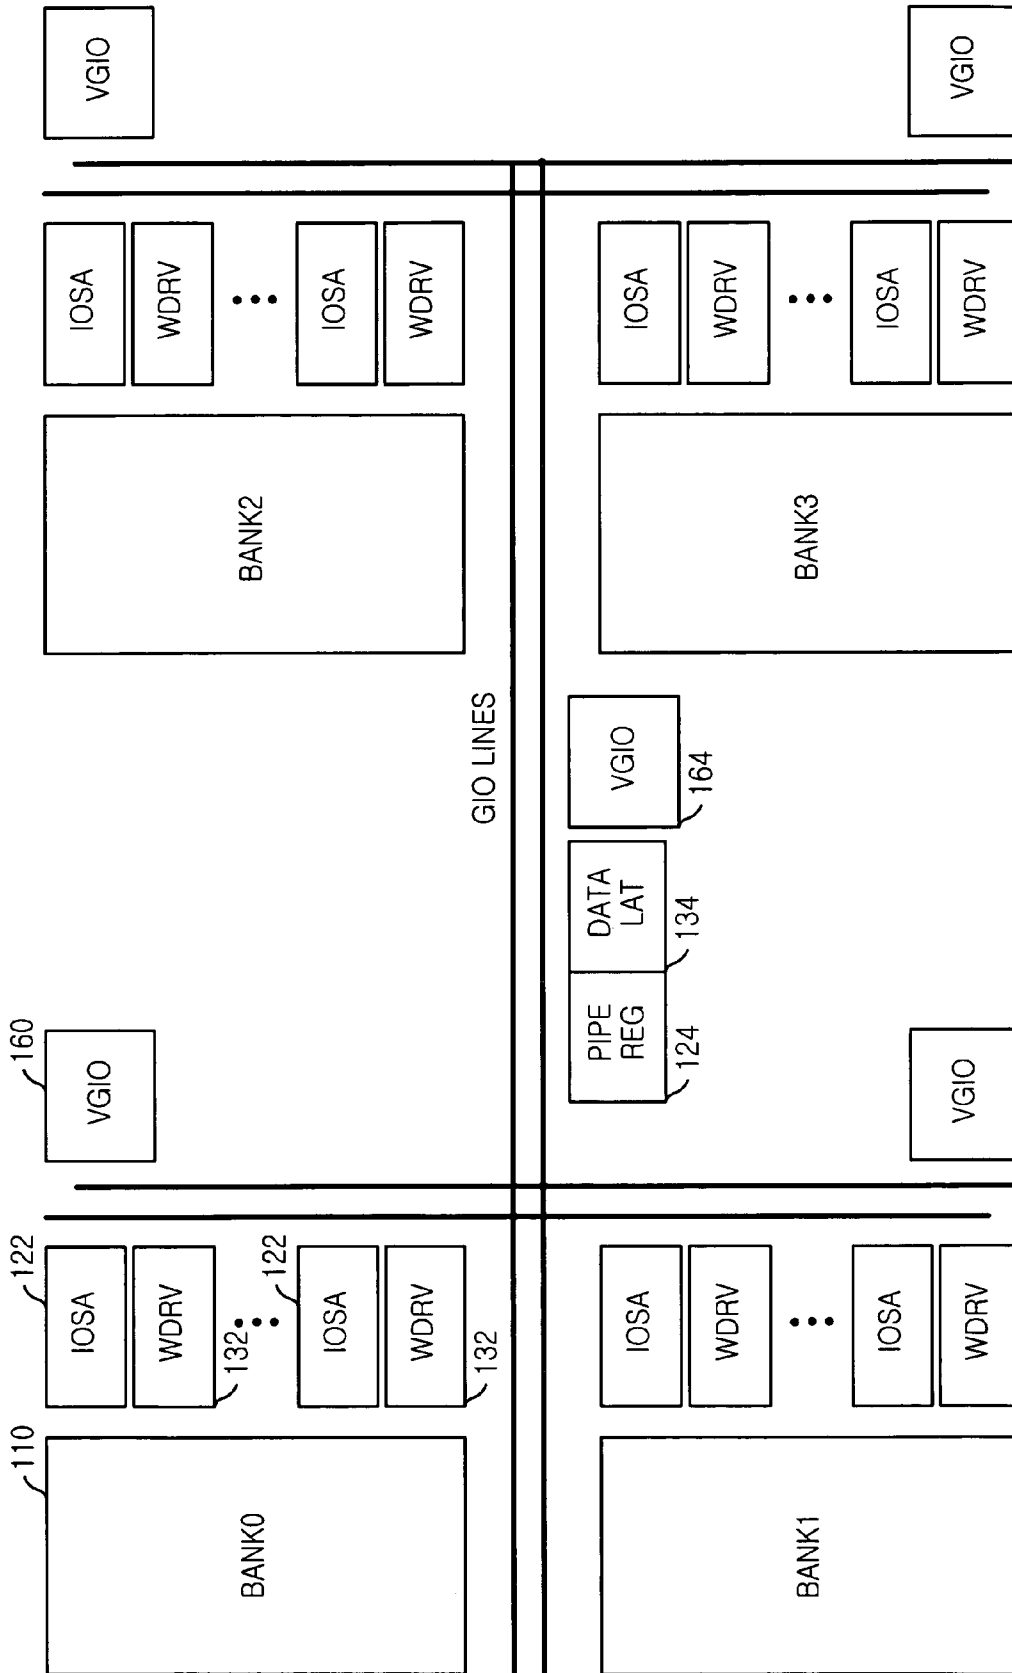 110
122
160
IOSA
VGIO
IOSA
VGIO
WDRV
WDRV
132
BANK0
BANK2
122
IOSA
IOSA
WDRV
WDRV
132
GIO LINES
PIPE
REG
DATA
LAT
VGIO
124
134
164
IOSA
IOSA
WDRV
WDRV
BANK1
BANK3
IOSA
IOSA
VGIO
VGIO
WDRV
WDRV